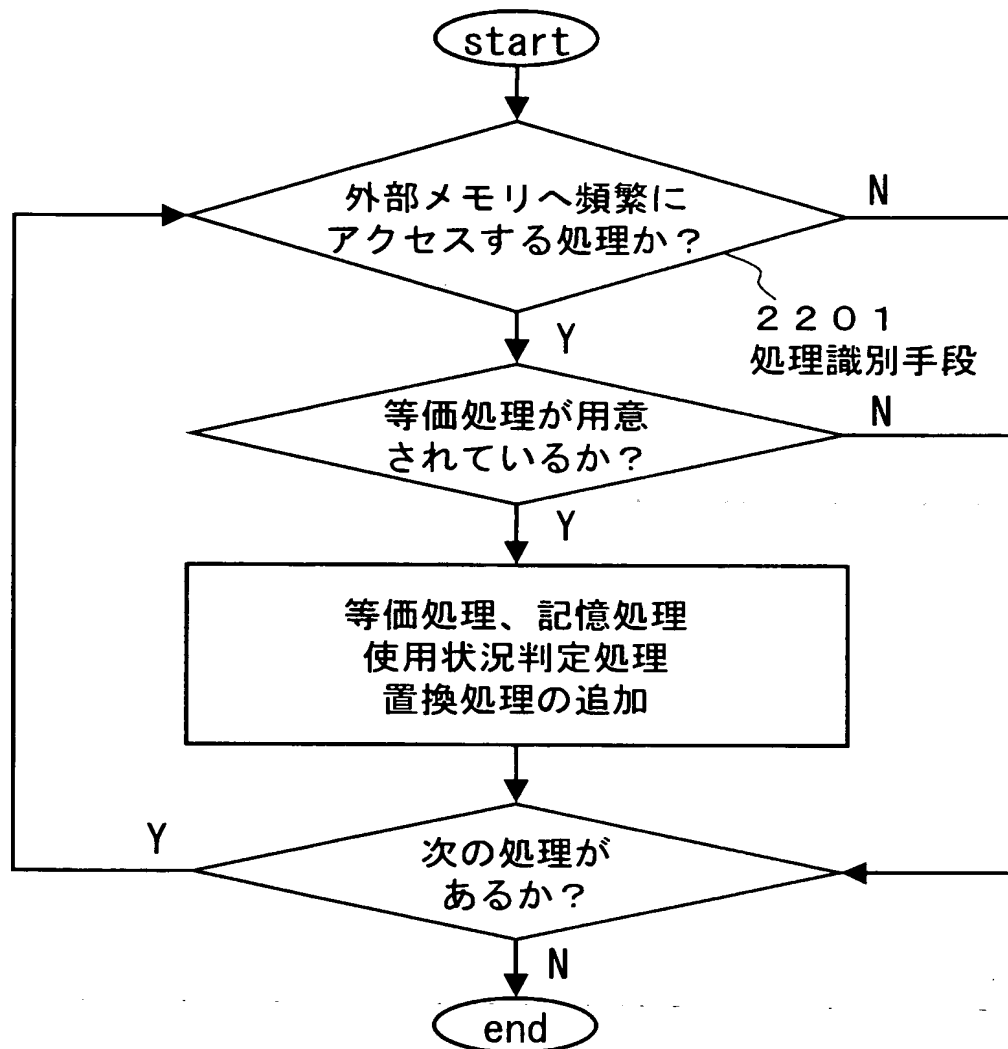 start
外部メモリへ頻繁に
アクセスする処理か？
N
２２０１
処理識別手段
Y
等価処理が用意
されているか？
N
Y
等価処理、記憶処理
使用状況判定処理
置換処理の追加
Y
次の処理が
あるか？
N
end